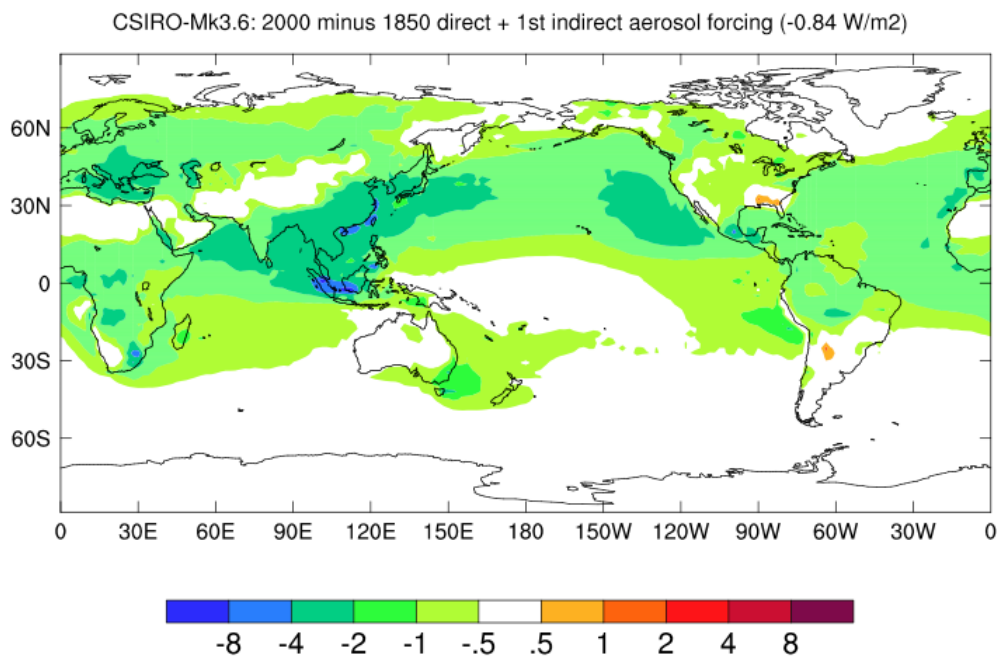 CSIRO-Mk3.6: 2000 minus 1850 direct + 1st indirect aerosol forcing (-0.84 W/m2)
60N
30N
0
30S
60S
0 30E 60E 90E 120E 150E 180 150W 120W 90W 60W 30W 0
-8 -4 -2 -1 -.5 .5 1 2 4 8